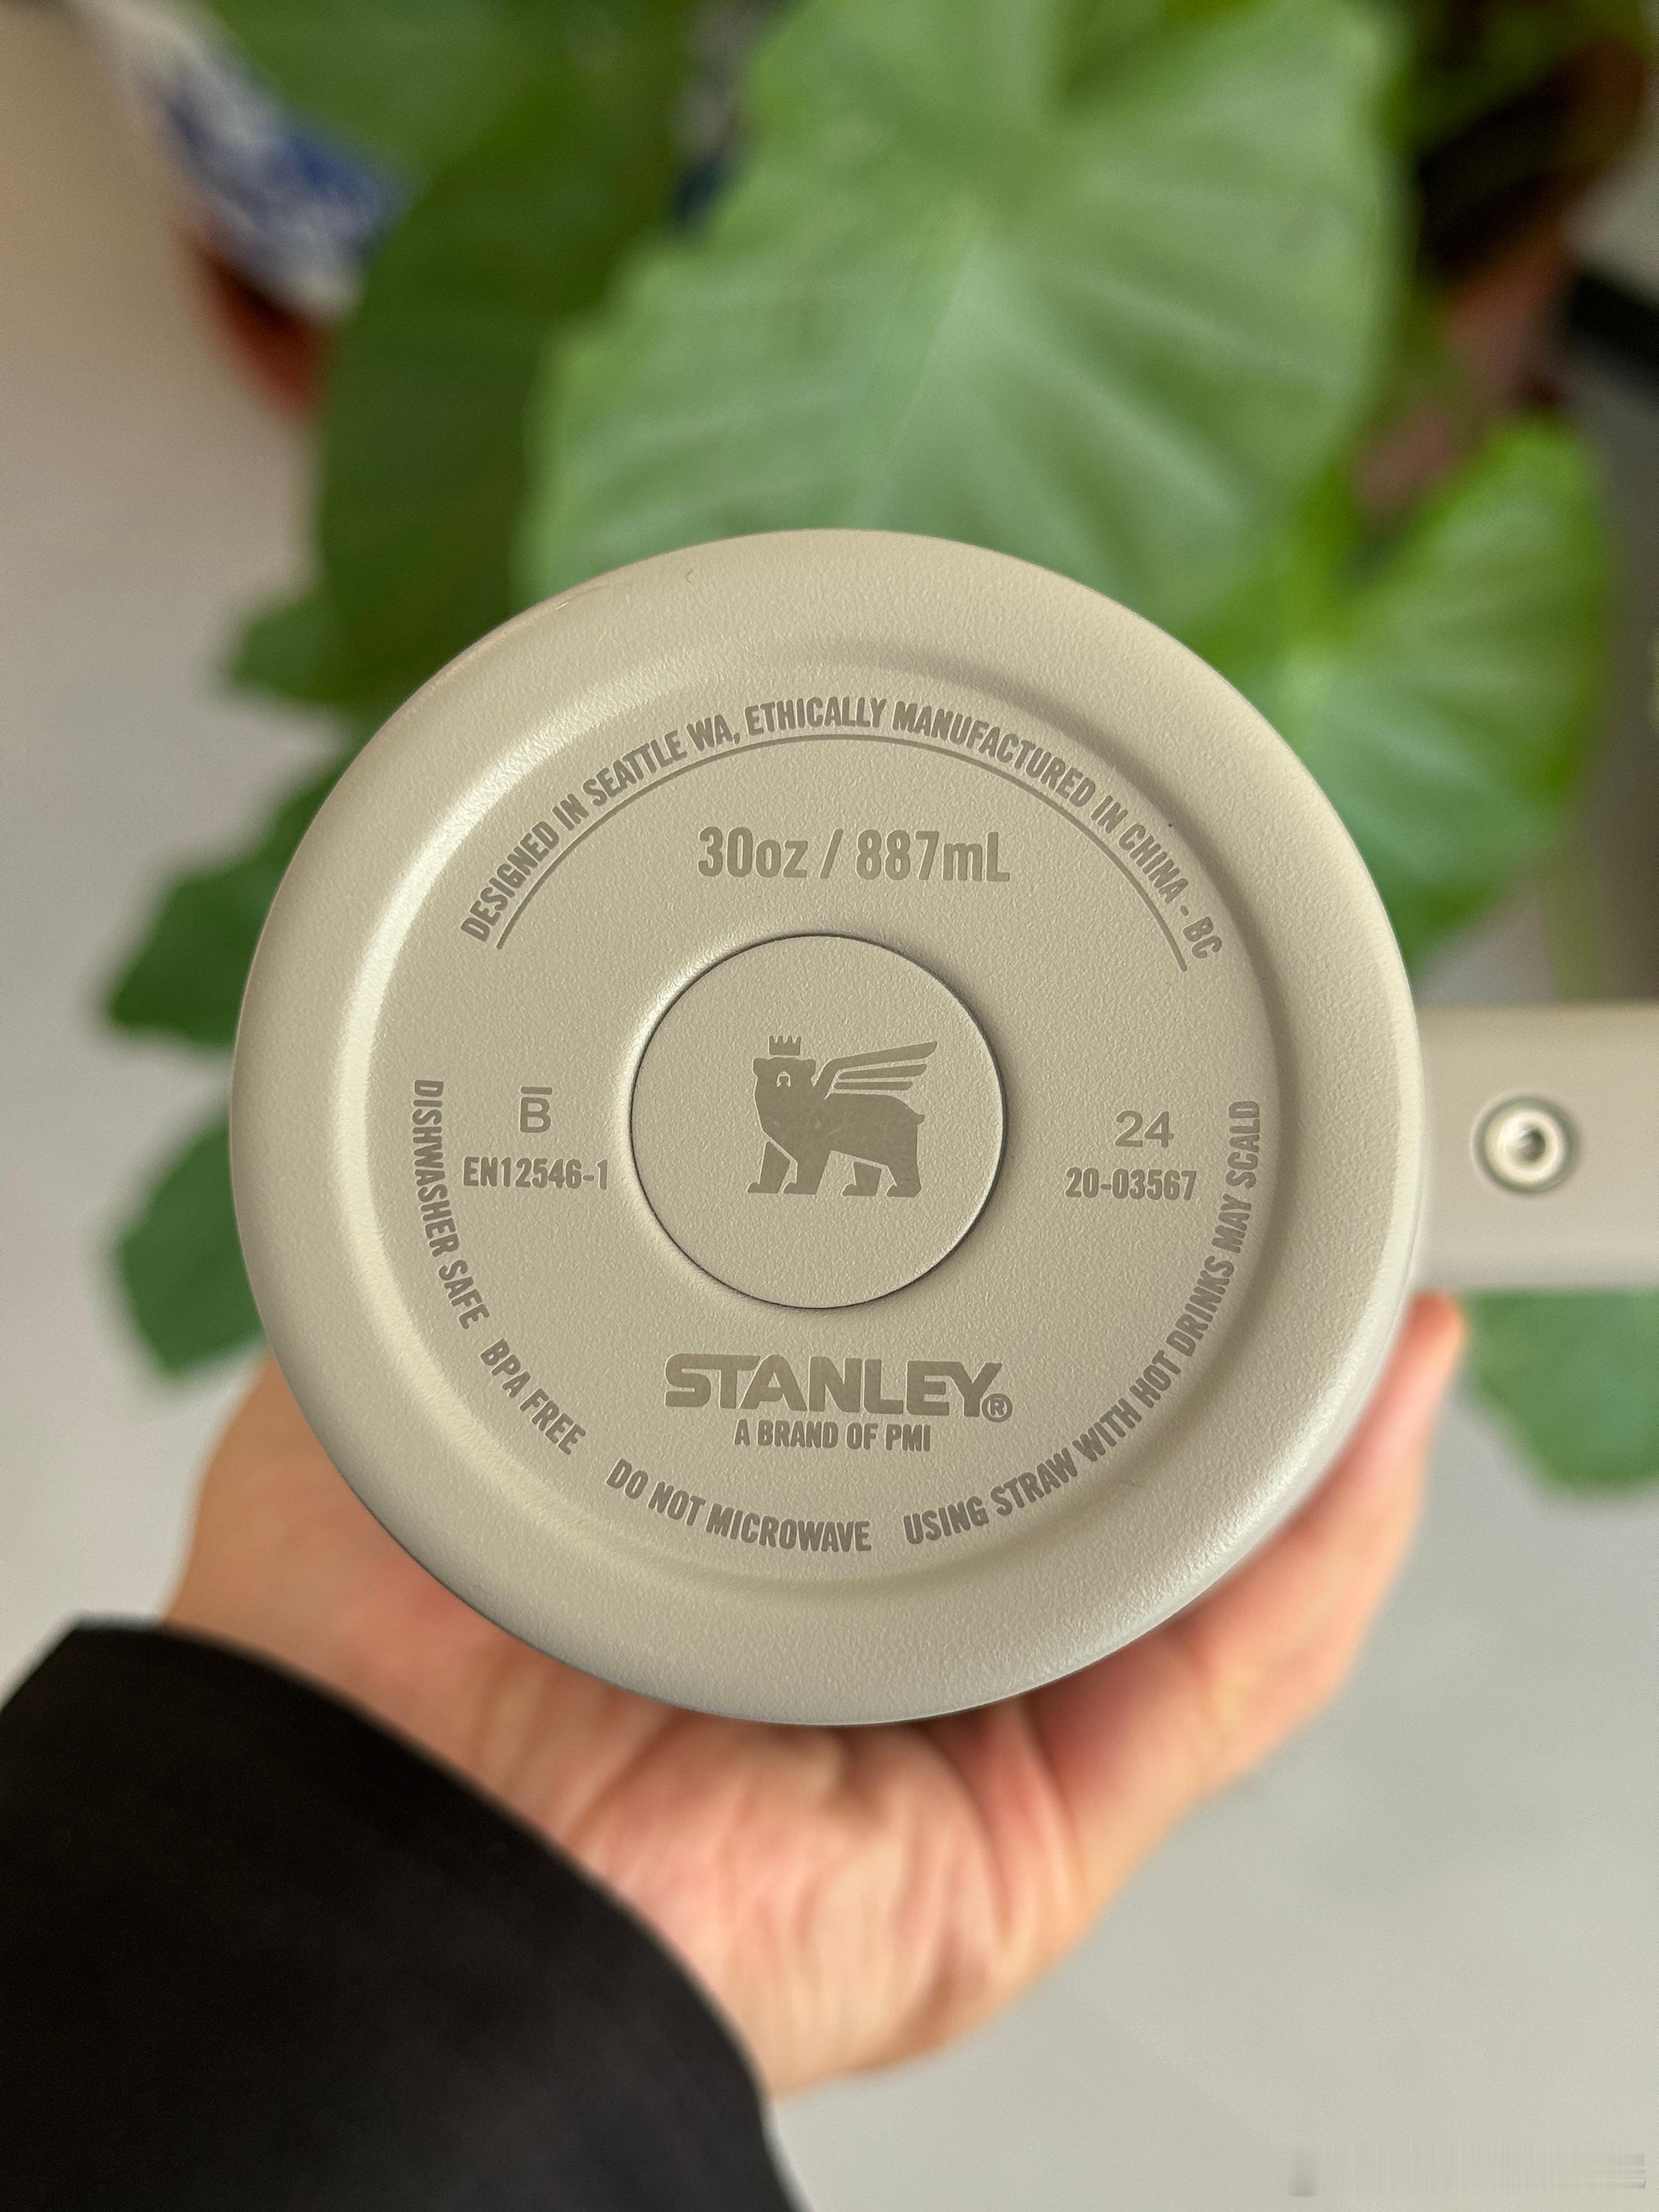 DESIGNED IN SEATTLE WA, ETHICALLY MANUFACTURED IN CHINA - BC
30oz / 887mL
B̅
EN12546-1
24
20-03567
STANLEY®
A BRAND OF PMI
DISHWASHER SAFE BPA FREE DO NOT MICROWAVE USING STRAW WITH HOT DRINKS MAY SCALD